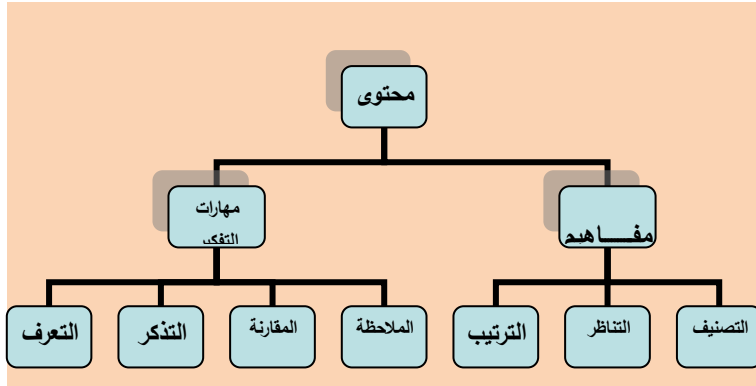 محتوى
مفـــاهيم
مهارات
التفكير
التصنيف
التناظر
الترتيب
الملاحظة
المقارنة
التذكر
التعرف